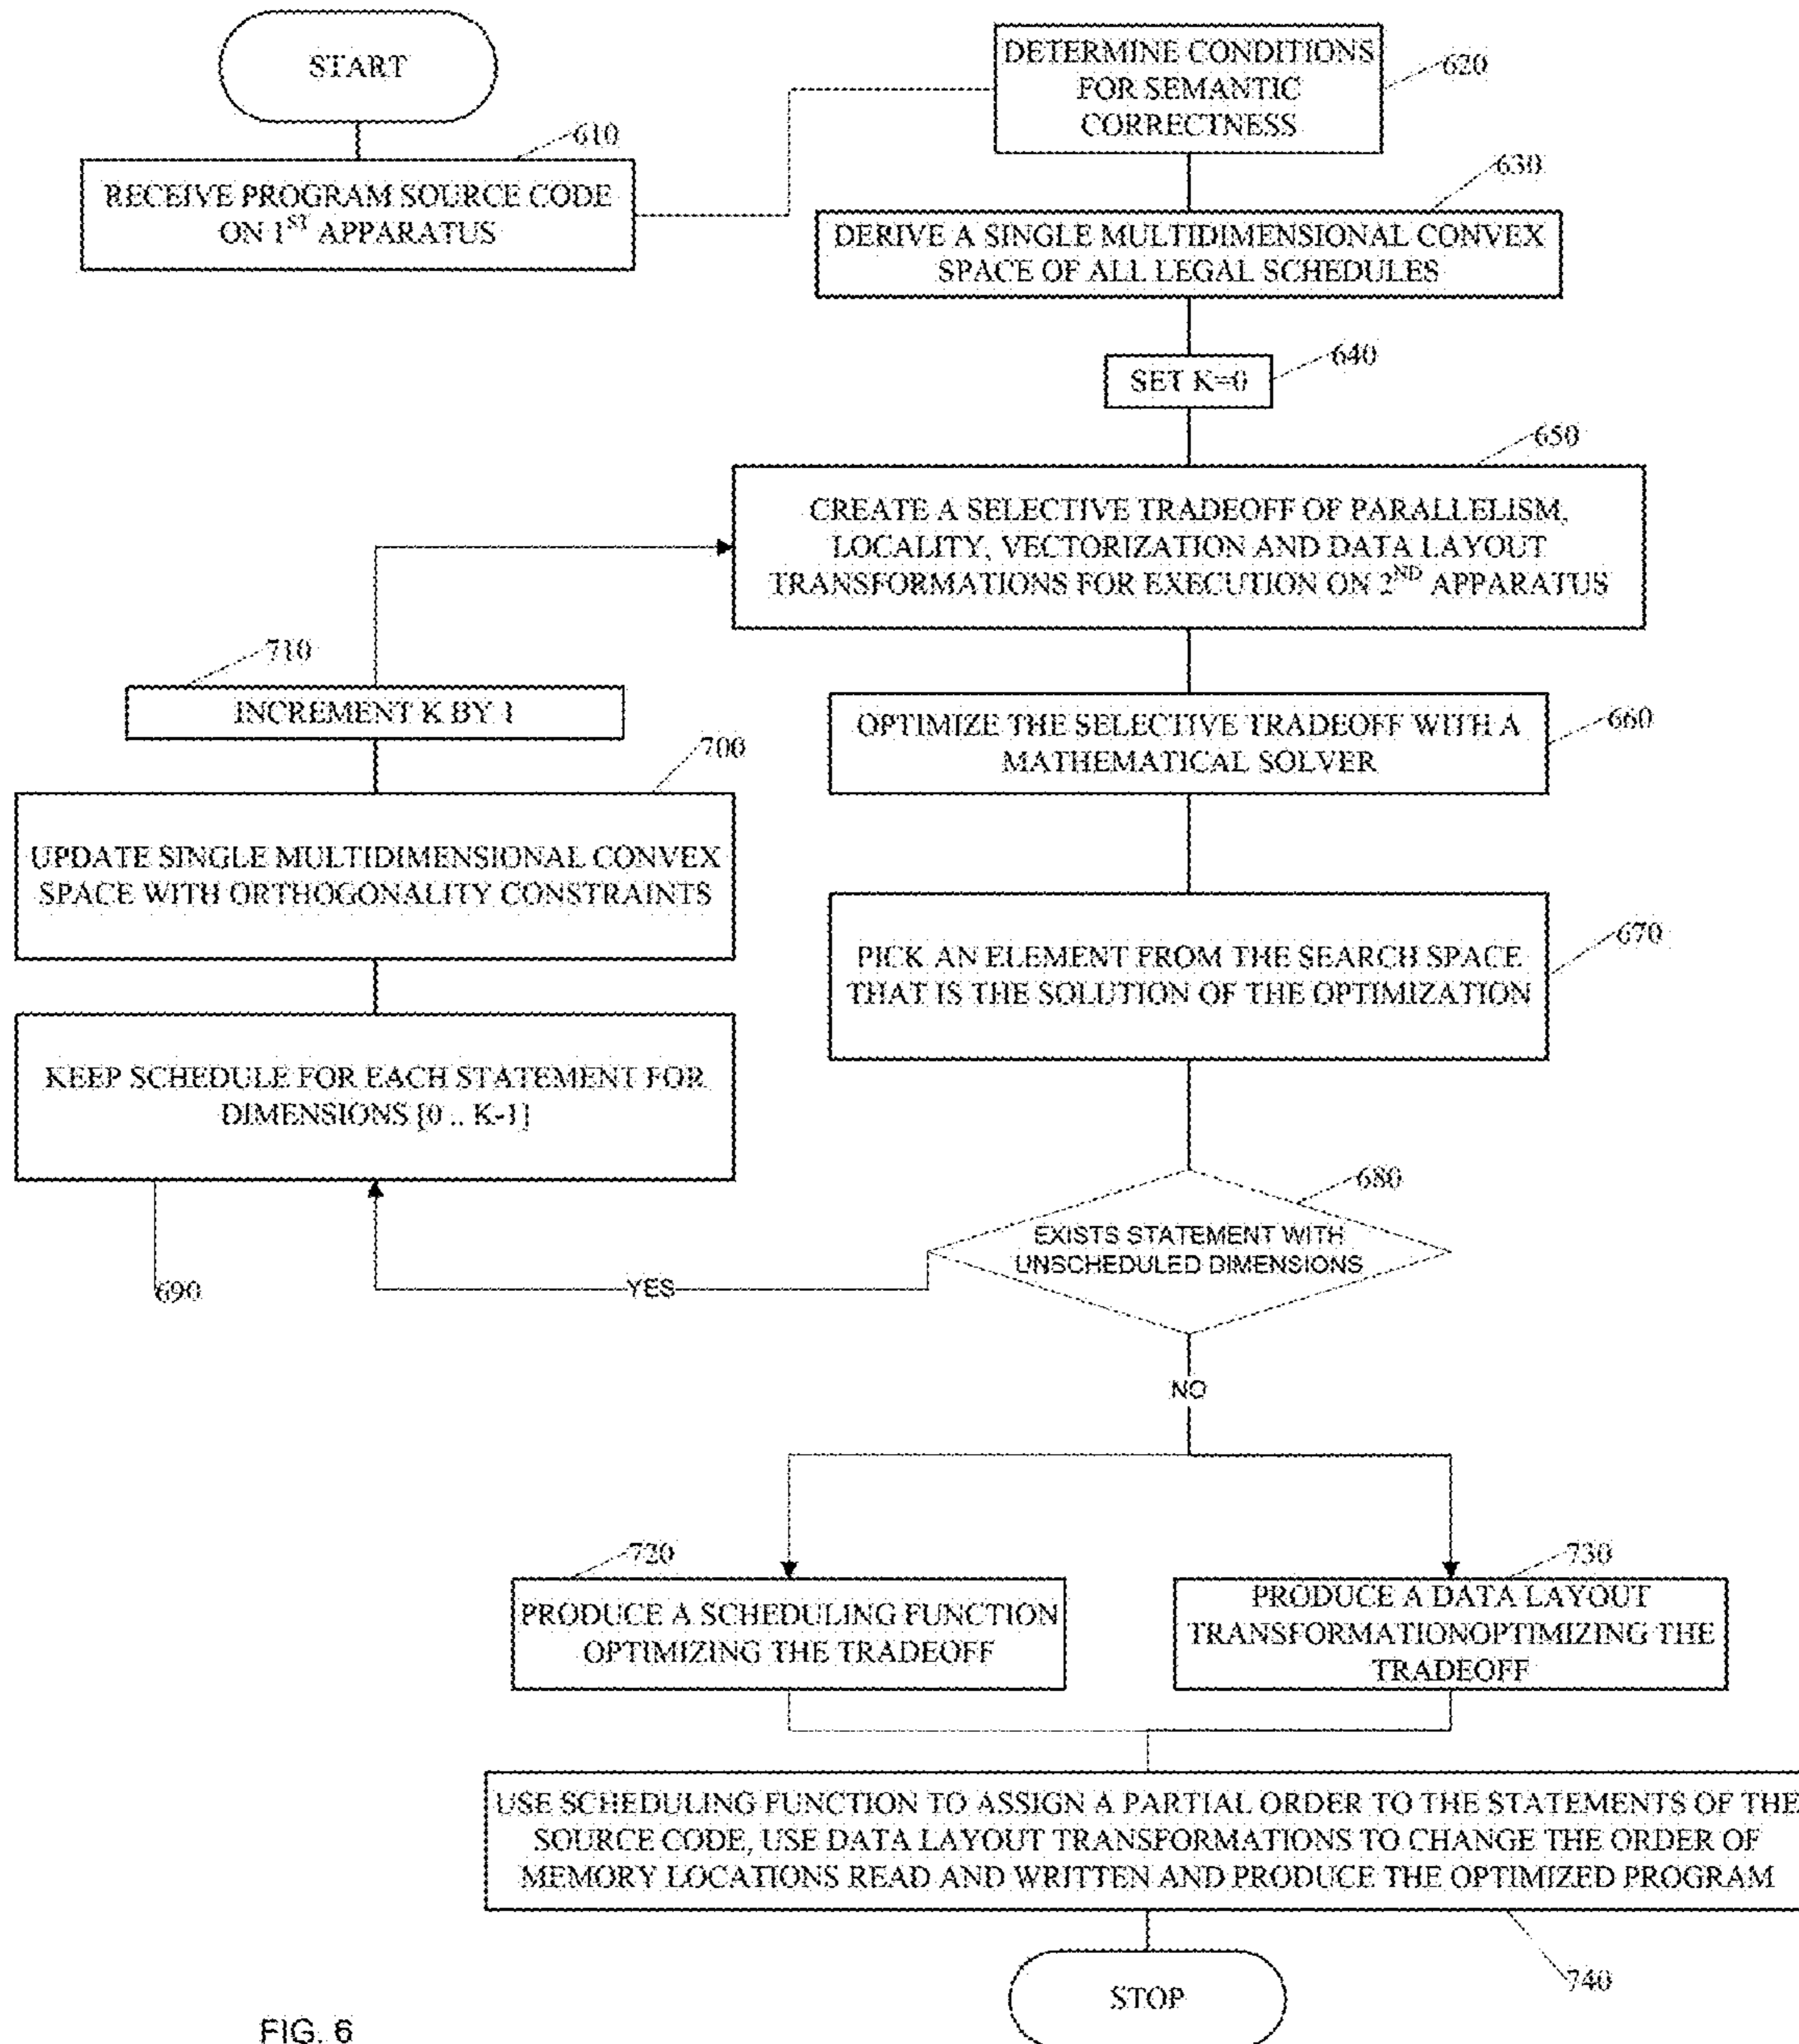 START
610
RECEIVE PROGRAM SOURCE CODE
ON 1ST APPARATUS
DETERMINE CONDITIONS
FOR SEMANTIC
CORRECTNESS
620
630
DERIVE A SINGLE MULTIDIMENSIONAL CONVEX
SPACE OF ALL LEGAL SCHEDULES
640
SET K=0
650
CREATE A SELECTIVE TRADEOFF OF PARALLELISM,
LOCALITY, VECTORIZATION AND DATA LAYOUT
TRANSFORMATIONS FOR EXECUTION ON 2ND APPARATUS
710
INCREMENT K BY 1
OPTIMIZE THE SELECTIVE TRADEOFF WITH A
MATHEMATICAL SOLVER
660
700
UPDATE SINGLE MULTIDIMENSIONAL CONVEX
SPACE WITH ORTHOGONALITY CONSTRAINTS
PICK AN ELEMENT FROM THE SEARCH SPACE
THAT IS THE SOLUTION OF THE OPTIMIZATION
670
KEEP SCHEDULE FOR EACH STATEMENT FOR
DIMENSIONS [0 .. K-1]
690
680
EXISTS STATEMENT WITH
UNSCHEDULED DIMENSIONS
YES
NO
720
PRODUCE A SCHEDULING FUNCTION
OPTIMIZING THE TRADEOFF
730
PRODUCE A DATA LAYOUT
TRANSFORMATIONOPTIMIZING THE
TRADEOFF
USE SCHEDULING FUNCTION TO ASSIGN A PARTIAL ORDER TO THE STATEMENTS OF THE
SOURCE CODE, USE DATA LAYOUT TRANSFORMATIONS TO CHANGE THE ORDER OF
MEMORY LOCATIONS READ AND WRITTEN AND PRODUCE THE OPTIMIZED PROGRAM
740
STOP
FIG. 6